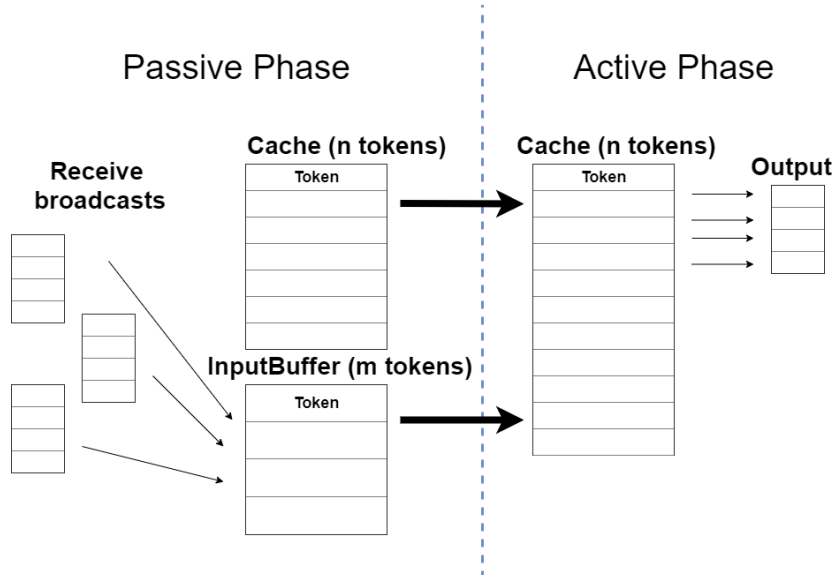 Passive Phase
Active Phase
Receive
broadcasts
Cache (n tokens)
Token
InputBuffer (m tokens)
Token
Cache (n tokens)
Token
Output